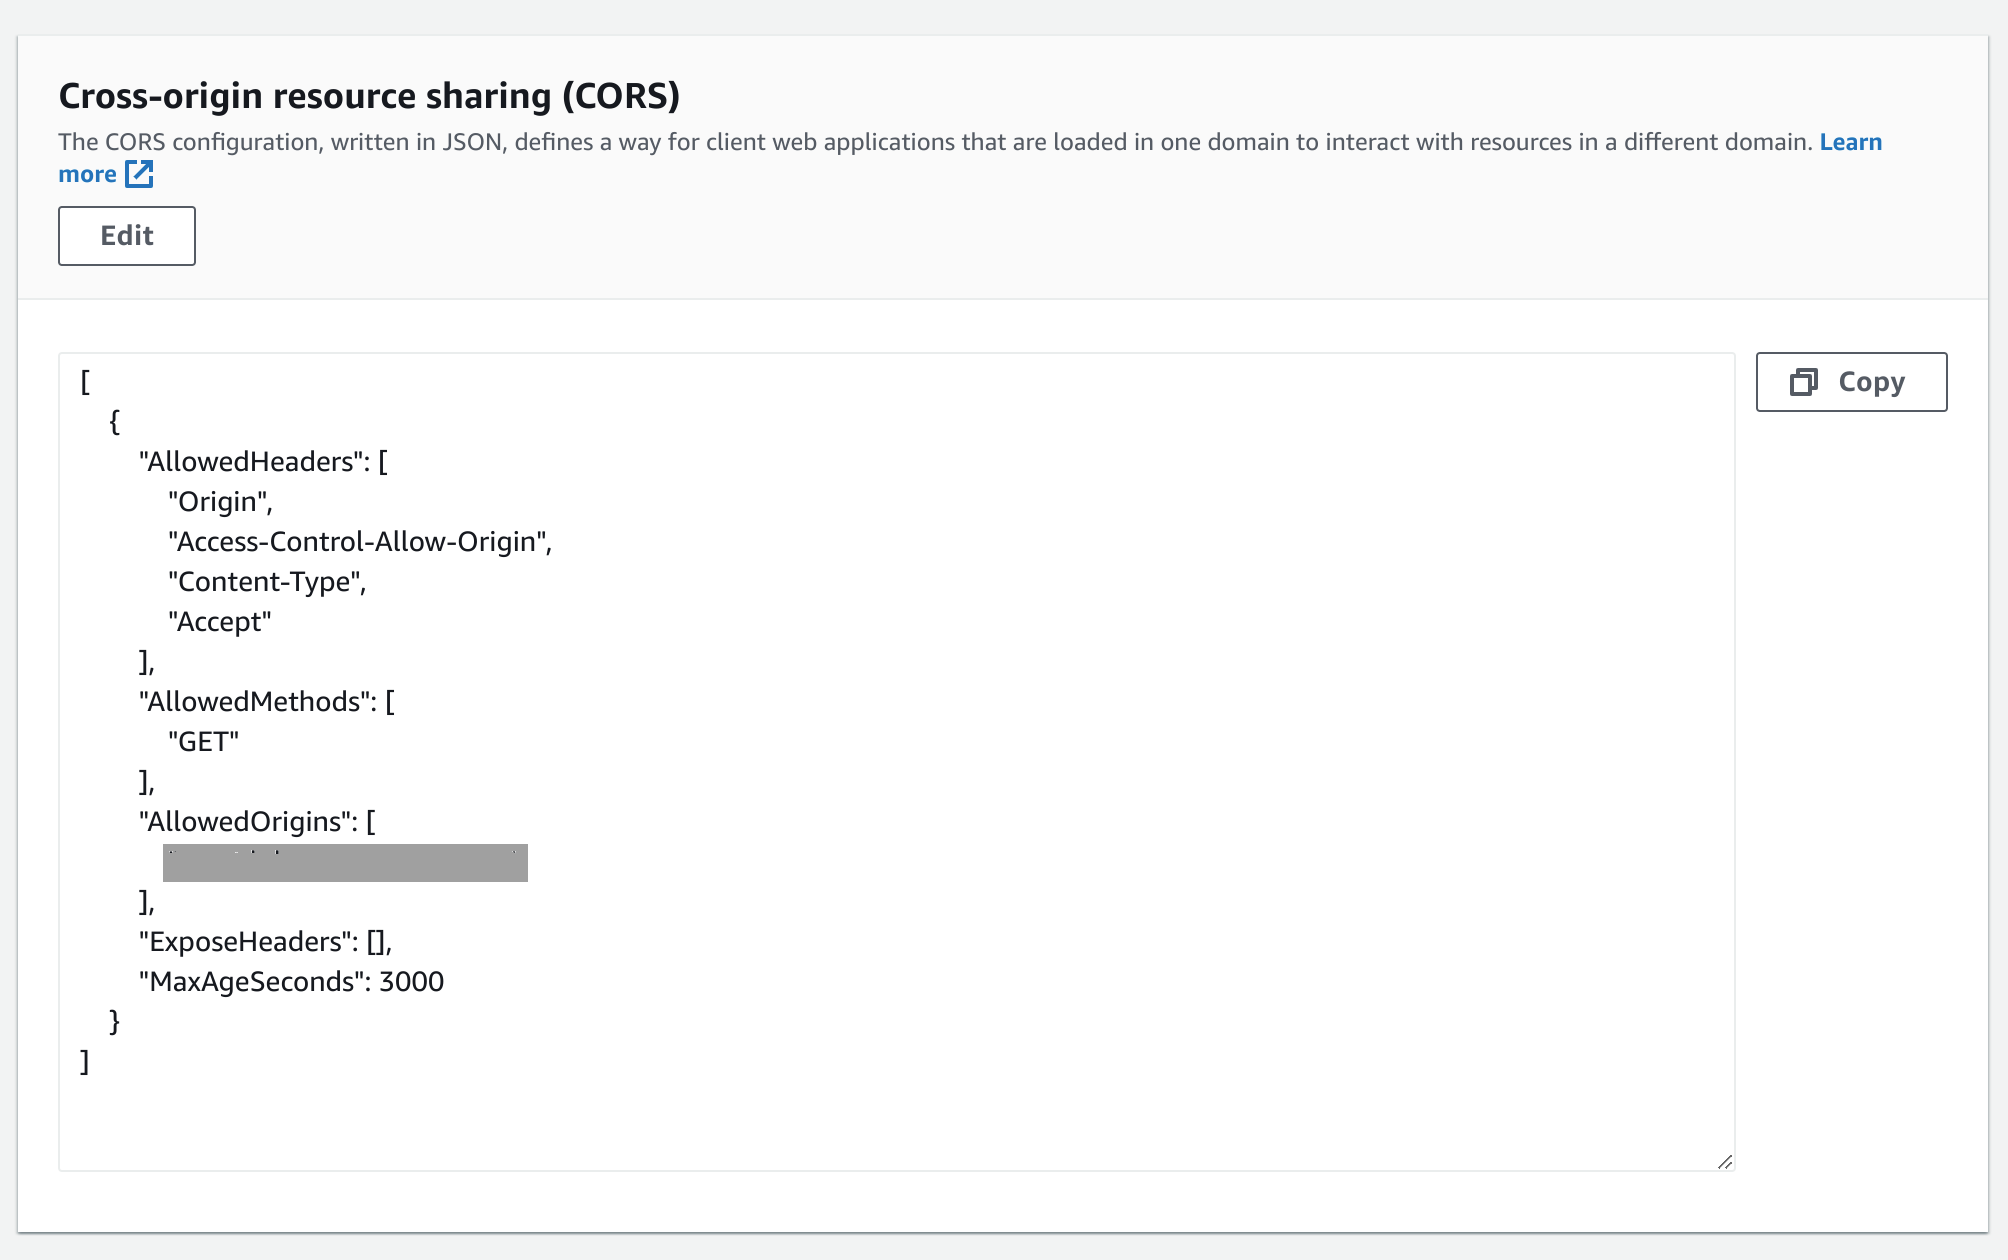 Cross-origin resource sharing (CORS)
The CORS configuration, written in JSON, defines a way for client web applications that are loaded in one domain to interact with resources in a different domain. Learn
more
Edit
Copy
[
{
"AllowedHeaders": [
"Origin",
"Access-Control-Allow-Origin",
"Content-Type",
"Accept"
],
"AllowedMethods": [
"GET"
],
"AllowedOrigins": [
],
"ExposeHeaders": [],
"MaxAgeSeconds": 3000
}
]